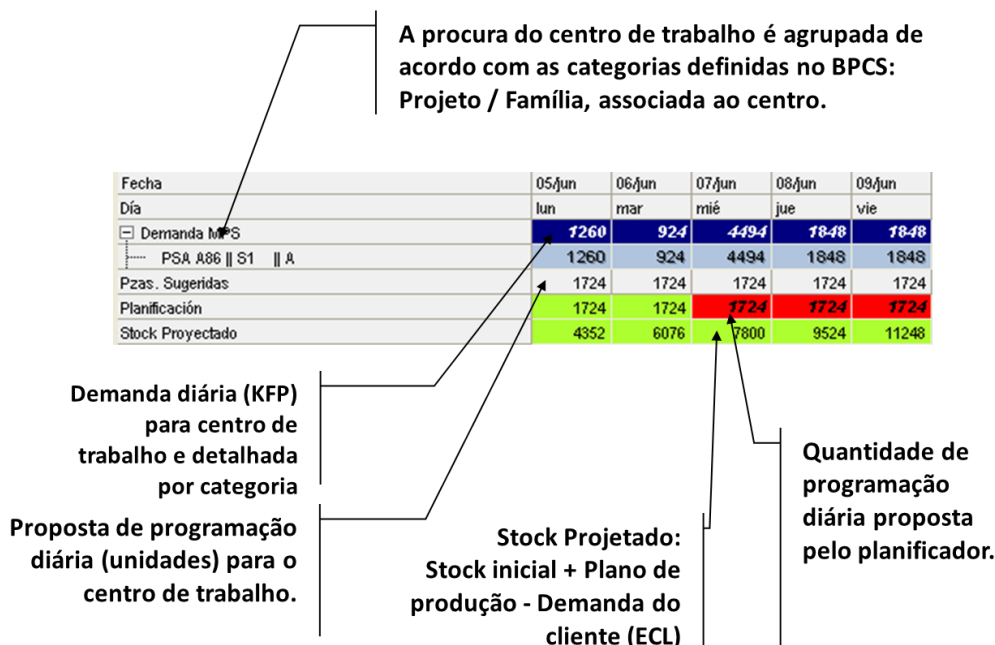 A procura do centro de trabalho é agrupada de
acordo com as categorias definidas no BPCS:
Projeto / Família, associada ao centro.
Fecha 05/jun 06/jun 07/jun 08/jun 09/jun
Día lun mar mié jue vie
Demanda MPS 1260 924 4494 1848 1848
PSA A86 || S1 || A 1260 924 4494 1848 1848
Pzas. Sugeridas 1724 1724 1724 1724 1724
Planificación 1724 1724 1724 1724 1724
Stock Proyectado 4352 6076 7800 9524 11248
Demanda diária (KFP)
para centro de
trabalho e detalhada
por categoria
Proposta de programação
diária (unidades) para o
centro de trabalho.
Stock Projetado:
Stock inicial + Plano de
produção - Demanda do
cliente (ECL)
Quantidade de
programação
diária proposta
pelo planificador.